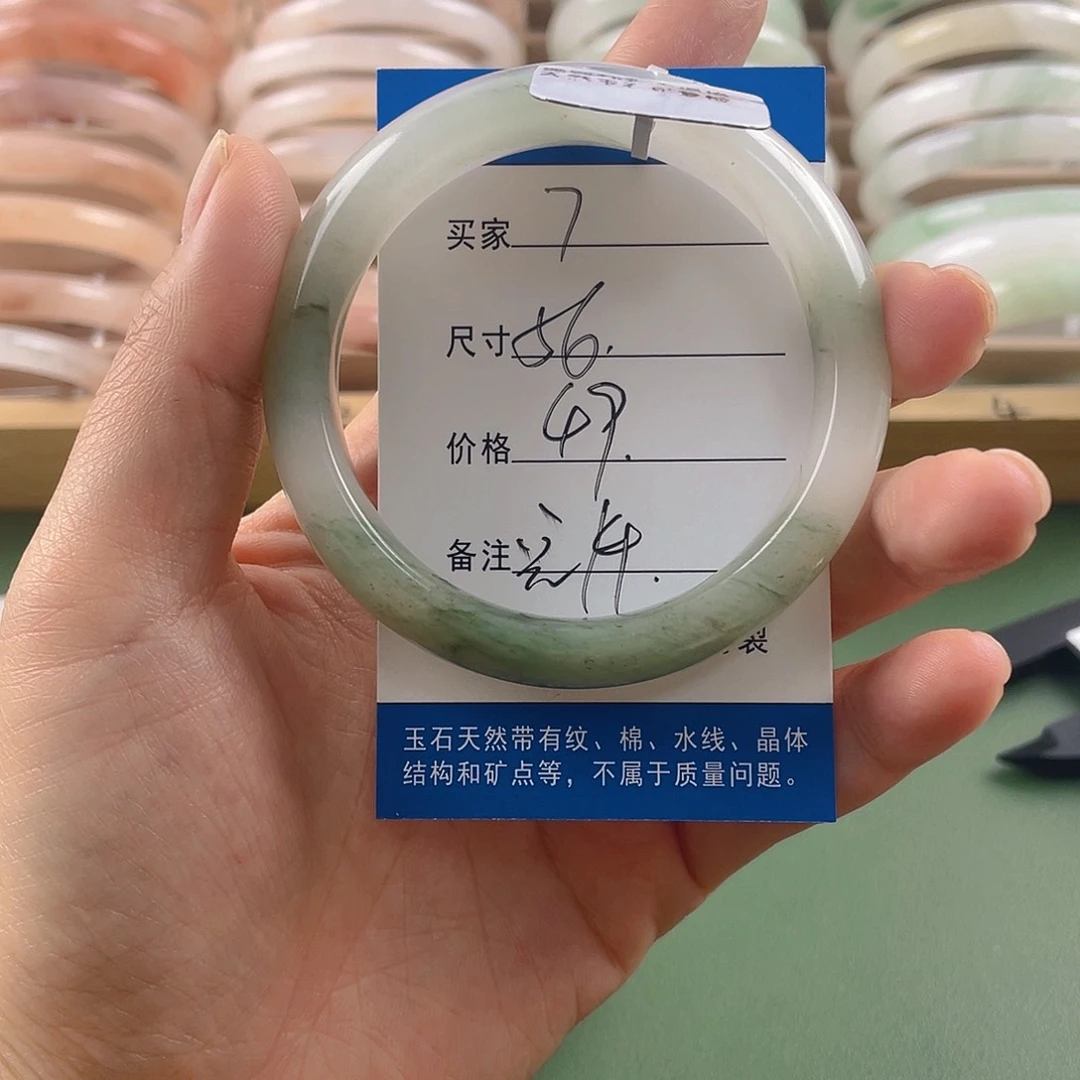 买家 7
尺寸 56.
价格 49.
备注
裂
玉石天然带有纹、棉、水线、晶体
结构和矿点等，不属于质量问题。